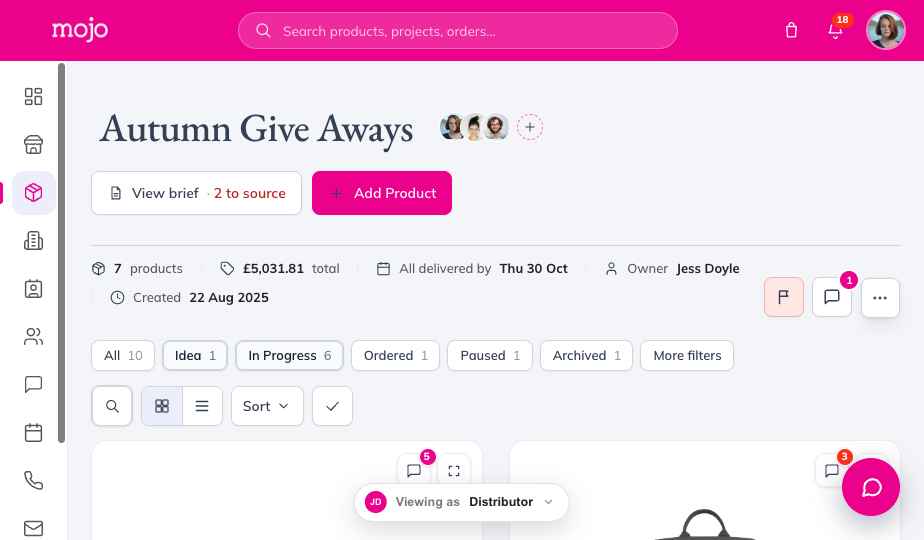 mojo
Search products, projects, orders...
18
Autumn Give Aways
View brief · 2 to source
Add Product
7 products
£5,031.81 total
All delivered by Thu 30 Oct
Owner Jess Doyle
Created 22 Aug 2025
1
All 10
Idea 1
In Progress 6
Ordered 1
Paused 1
Archived 1
More filters
Sort
5
3
JD Viewing as Distributor